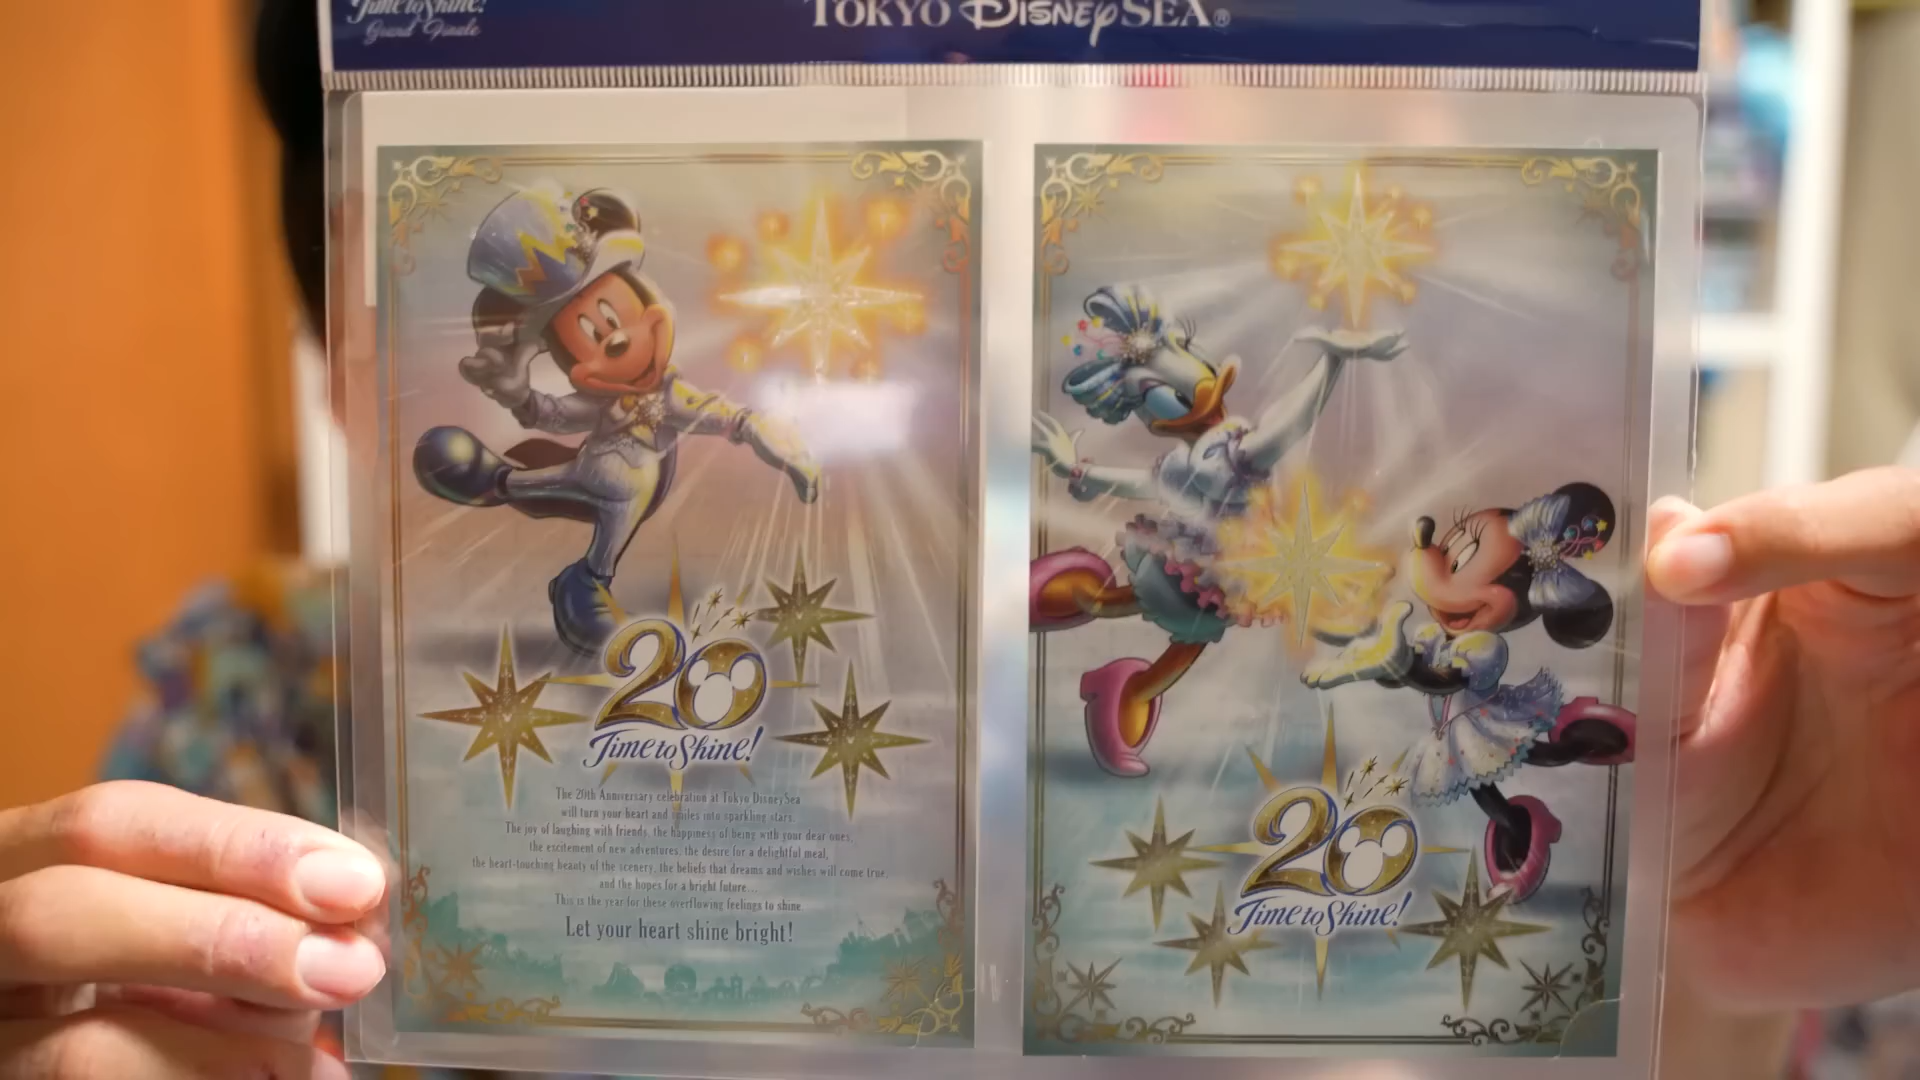 Time to Shine!
Grand Finale
TOKYO DISNEY SEA®
20
Time to Shine!
The 20th Anniversary celebration at Tokyo DisneySea
will turn your heart and smiles into sparkling stars.
The joy of laughing with friends, the happiness of being with your dear ones,
the excitement of new adventures, the desire for a delightful meal,
the heart-touching beauty of the scenery, the beliefs that dreams and wishes will come true,
and the hopes for a bright future...
This is the year for these overflowing feelings to shine.
Let your heart shine bright!
20
Time to Shine!